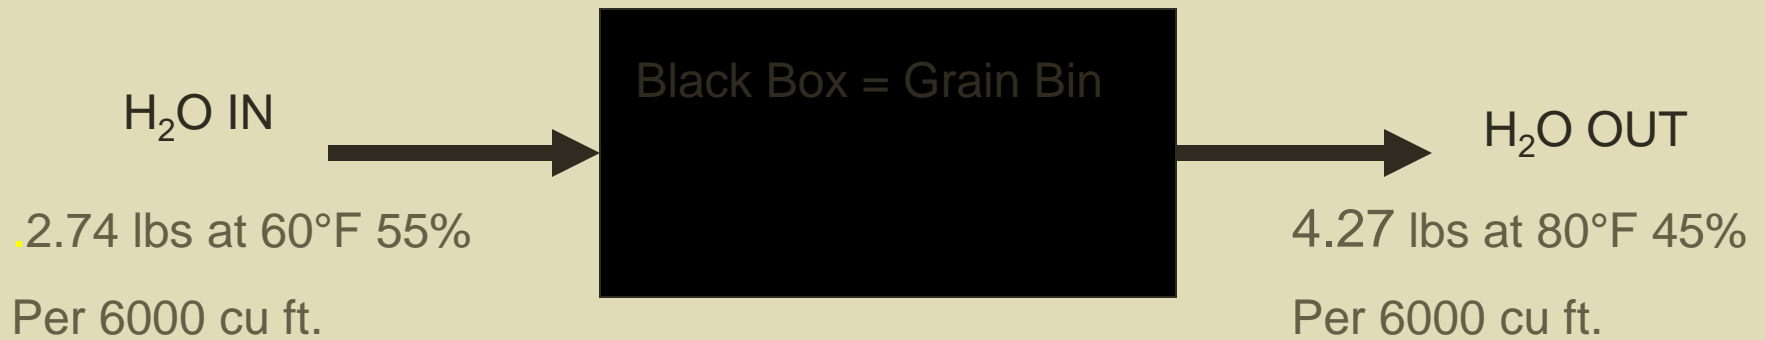 Black Box = Grain Bin
H₂O IN
H₂O OUT
.2.74 lbs at 60°F 55%
4.27 lbs at 80°F 45%
Per 6000 cu ft.
Per 6000 cu ft.